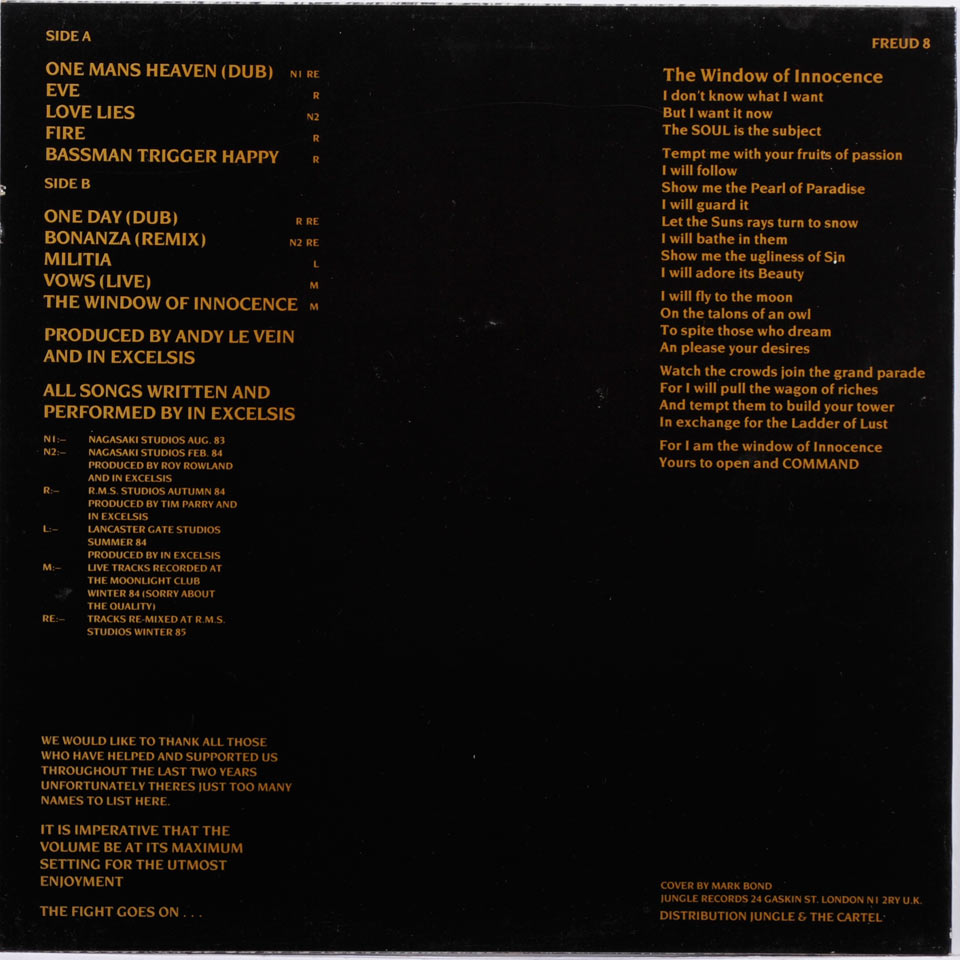 SIDE A
ONE MANS HEAVEN (DUB) N1 RE
EVE R
LOVE LIES N2
FIRE R
BASSMAN TRIGGER HAPPY R
SIDE B
ONE DAY (DUB) R RE
BONANZA (REMIX) N2 RE
MILITIA L
VOWS (LIVE) M
THE WINDOW OF INNOCENCE M
PRODUCED BY ANDY LE VEIN
AND IN EXCELSIS
ALL SONGS WRITTEN AND
PERFORMED BY IN EXCELSIS
N1:– NAGASAKI STUDIOS AUG. 83
N2:– NAGASAKI STUDIOS FEB. 84
PRODUCED BY ROY ROWLAND
AND IN EXCELSIS
R:– R.M.S. STUDIOS AUTUMN 84
PRODUCED BY TIM PARRY AND
IN EXCELSIS
L:– LANCASTER GATE STUDIOS
SUMMER 84
PRODUCED BY IN EXCELSIS
M:– LIVE TRACKS RECORDED AT
THE MOONLIGHT CLUB
WINTER 84 (SORRY ABOUT
THE QUALITY)
RE:– TRACKS RE-MIXED AT R.M.S.
STUDIOS WINTER 85
WE WOULD LIKE TO THANK ALL THOSE
WHO HAVE HELPED AND SUPPORTED US
THROUGHOUT THE LAST TWO YEARS
UNFORTUNATELY THERES JUST TOO MANY
NAMES TO LIST HERE.
IT IS IMPERATIVE THAT THE
VOLUME BE AT ITS MAXIMUM
SETTING FOR THE UTMOST
ENJOYMENT
THE FIGHT GOES ON . . .
FREUD 8
The Window of Innocence
I don't know what I want
But I want it now
The SOUL is the subject
Tempt me with your fruits of passion
I will follow
Show me the Pearl of Paradise
I will guard it
Let the Suns rays turn to snow
I will bathe in them
Show me the ugliness of Sin
I will adore its Beauty
I will fly to the moon
On the talons of an owl
To spite those who dream
An please your desires
Watch the crowds join the grand parade
For I will pull the wagon of riches
And tempt them to build your tower
In exchange for the Ladder of Lust
For I am the window of Innocence
Yours to open and COMMAND
COVER BY MARK BOND
JUNGLE RECORDS 24 GASKIN ST. LONDON N1 2RY U.K.
DISTRIBUTION JUNGLE & THE CARTEL